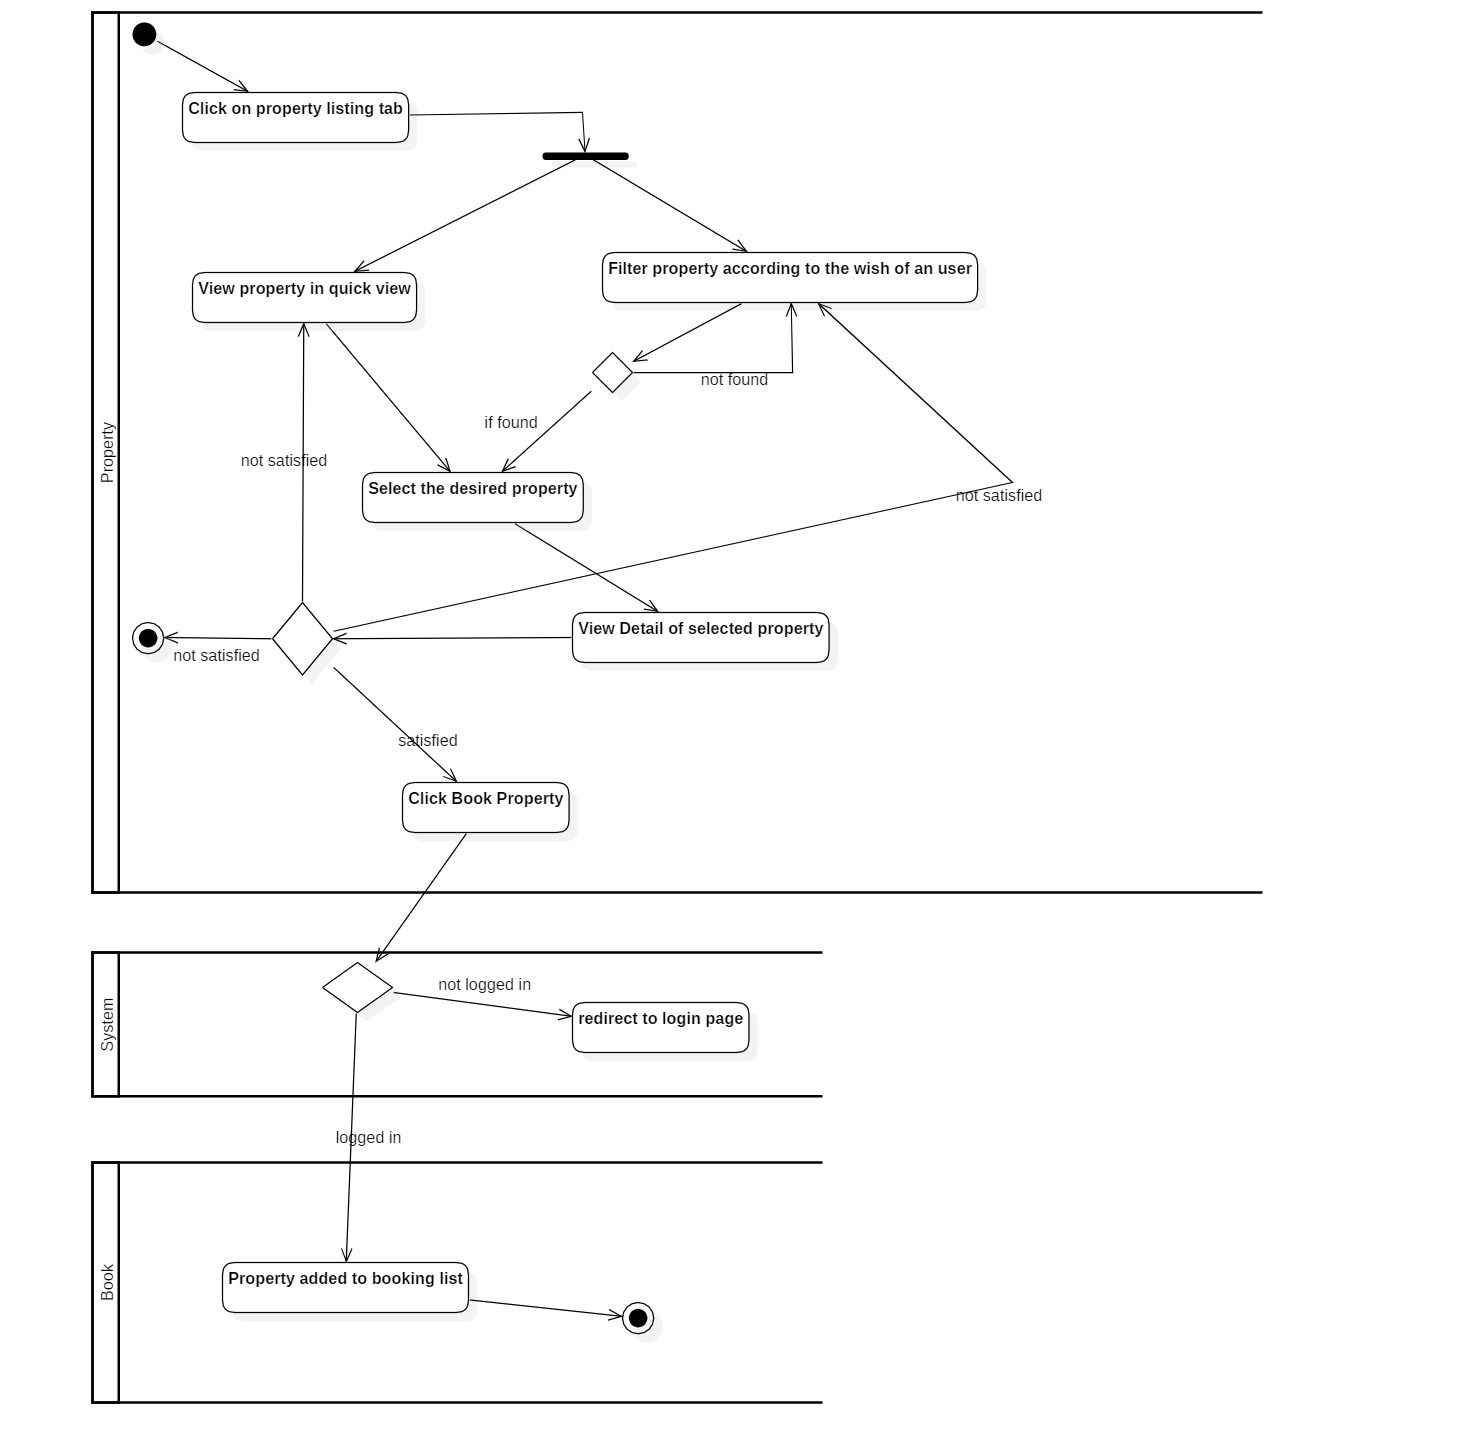 Click on property listing tab
View property in quick view
Filter property according to the wish of an user
not found
if found
not satisfied
Property
Select the desired property
not satisfied
View Detail of selected property
not satisfied
satisfied
Click Book Property
System
not logged in
redirect to login page
logged in
Book
Property added to booking list